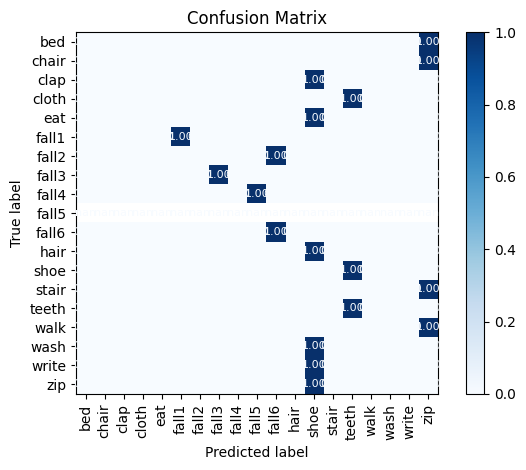 Confusion Matrix
True label
bed 1.00
chair 1.00
clap 1.00
cloth 1.00
eat 1.00
fall1 1.00
fall2 1.00
fall3 1.00
fall4 1.00
fall5
fall6 1.00
hair 1.00
shoe 1.00
stair 1.00
teeth 1.00
walk 1.00
wash 1.00
write 1.00
zip 1.00
bed chair clap cloth eat fall1 fall2 fall3 fall4 fall5 fall6 hair shoe stair teeth walk wash write zip
Predicted label
1.0
0.8
0.6
0.4
0.2
0.0